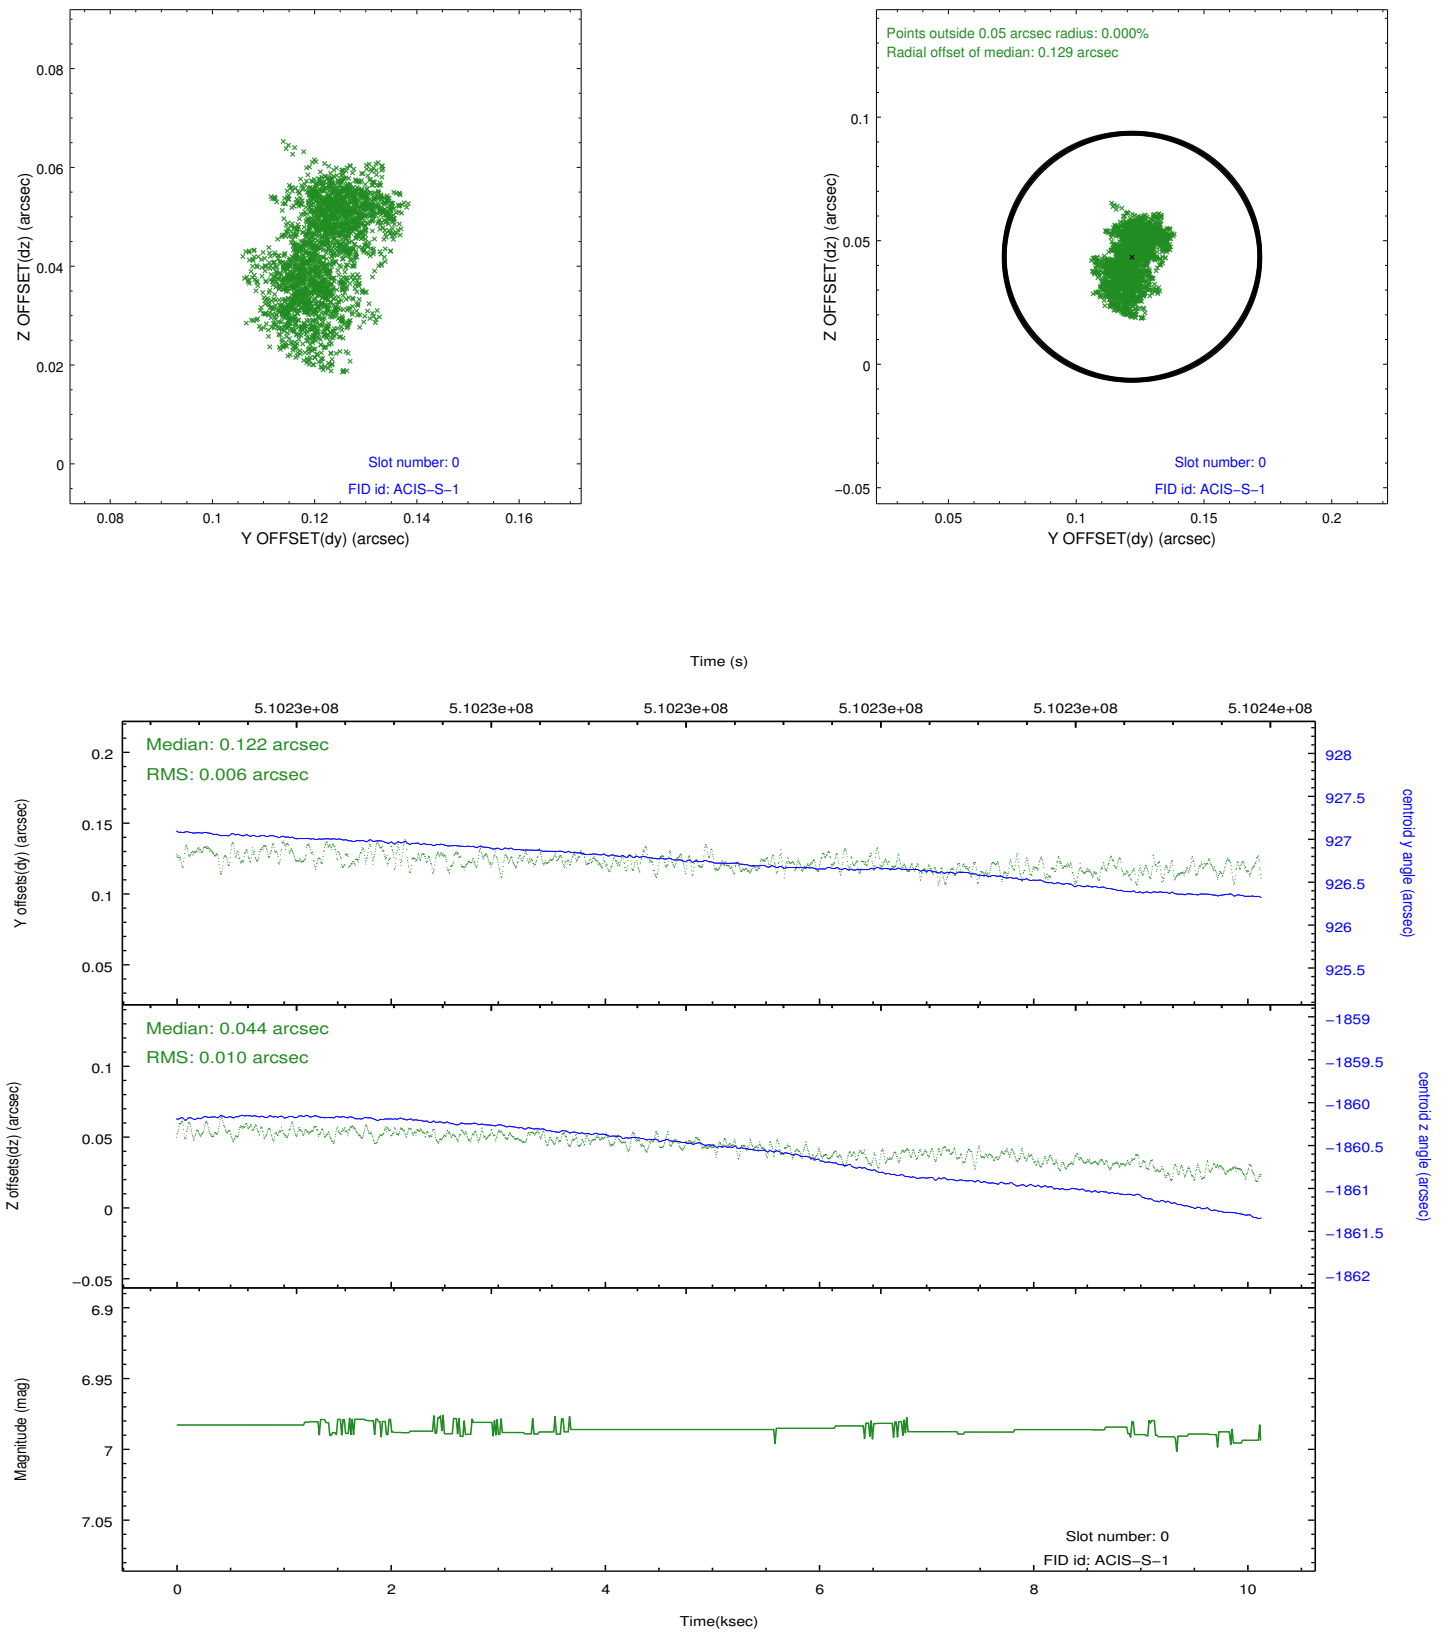 0.08
0.06
0.04
0.02
0
0.08
0.1
0.12
0.14
0.16
Z OFFSET(dz) (arcsec)
Y OFFSET(dy) (arcsec)
Slot number: 0
FID id: ACIS−S−1
Points outside 0.05 arcsec radius: 0.000%
Radial offset of median: 0.129 arcsec
0.1
0.05
0
−0.05
0.05
0.1
0.15
0.2
Z OFFSET(dz) (arcsec)
Y OFFSET(dy) (arcsec)
Slot number: 0
FID id: ACIS−S−1
Time (s)
5.1023e+08
5.1023e+08
5.1023e+08
5.1023e+08
5.1023e+08
5.1024e+08
Median: 0.122 arcsec
RMS: 0.006 arcsec
0.2
0.15
0.1
0.05
Y offsets(dy) (arcsec)
928
927.5
927
926.5
926
925.5
centroid y angle (arcsec)
Median: 0.044 arcsec
RMS: 0.010 arcsec
0.1
0.05
0
−0.05
Z offsets(dz) (arcsec)
−1859
−1859.5
−1860
−1860.5
−1861
−1861.5
−1862
centroid z angle (arcsec)
6.9
6.95
7
7.05
Magnitude (mag)
Slot number: 0
FID id: ACIS−S−1
0
2
4
6
8
10
Time(ksec)